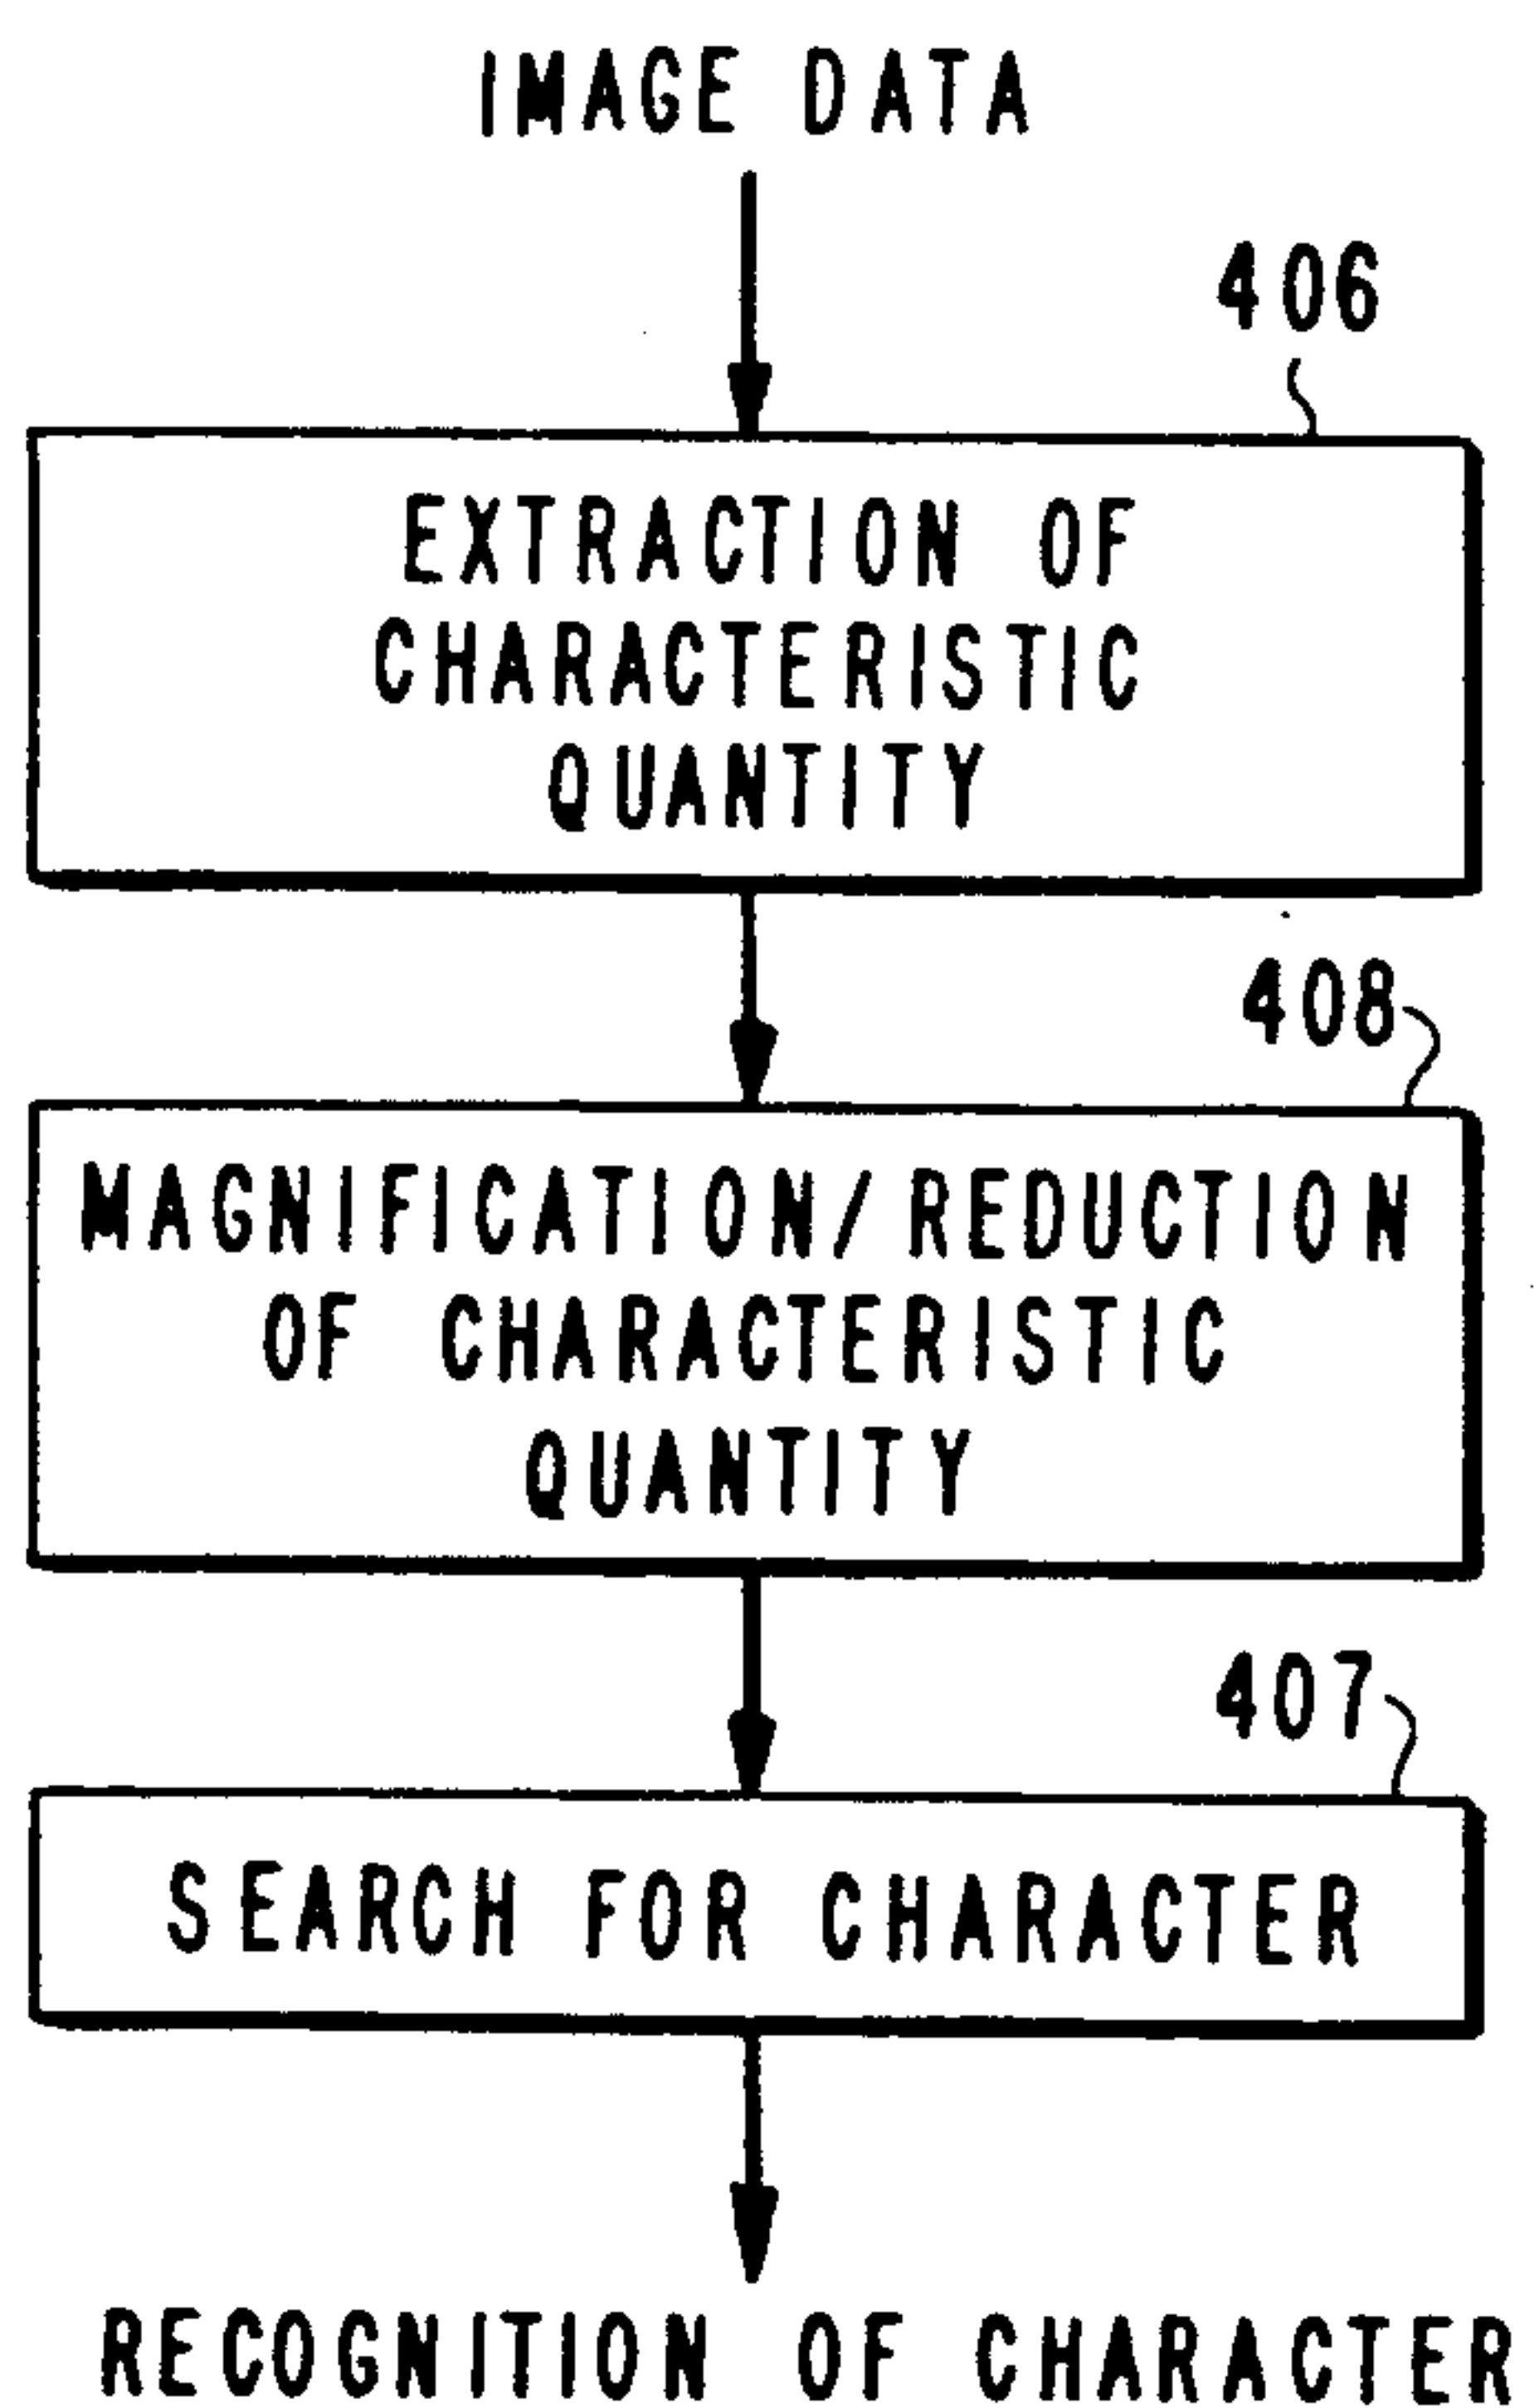 IMAGE DATA
406
EXTRACTION OF
CHARACTERISTIC
QUANTITY
408
MAGNIFICATION/REDUCTION
OF CHARACTERISTIC
QUANTITY
407
SEARCH FOR CHARACTER
RECOGNITION OF CHARACTER